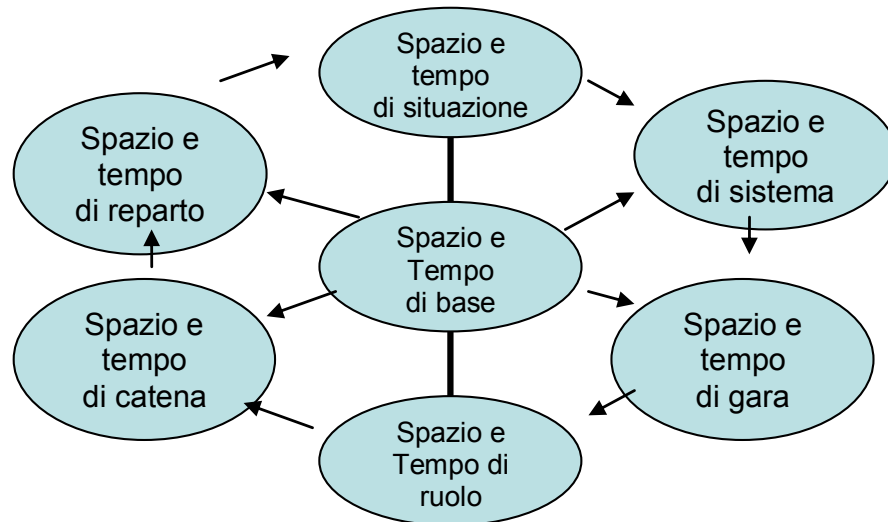 Spazio e
tempo
di situazione
Spazio e
tempo
di sistema
Spazio e
tempo
di reparto
Spazio e
Tempo
di base
Spazio e
tempo
di catena
Spazio e
tempo
di gara
Spazio e
Tempo di
ruolo